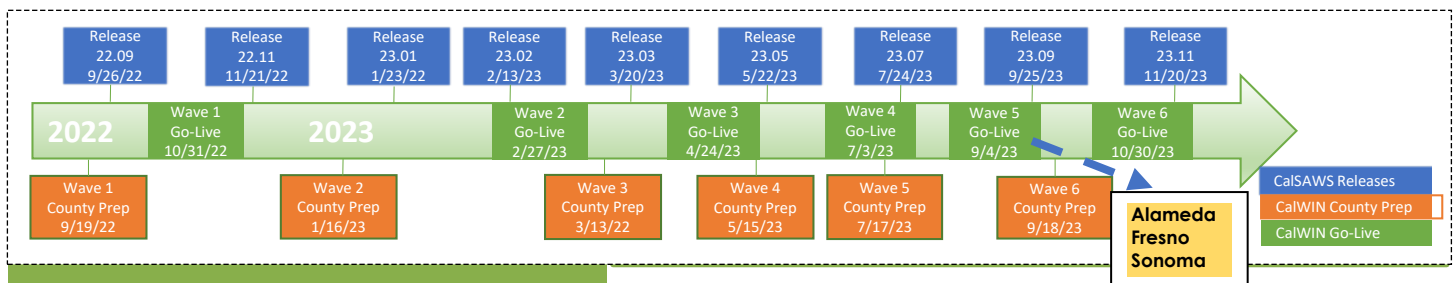 Release
22.09
9/26/22
Release
22.11
11/21/22
Release
23.01
1/23/22
Release
23.02
2/13/23
Release
23.03
3/20/23
Release
23.05
5/22/23
Release
23.07
7/24/23
Release
23.09
9/25/23
Release
23.11
11/20/23
2022
Wave 1
Go-Live
10/31/22
2023
Wave 2
Go-Live
2/27/23
Wave 3
Go-Live
4/24/23
Wave 4
Go-Live
7/3/23
Wave 5
Go-Live
9/4/23
Wave 6
Go-Live
10/30/23
Wave 1
County Prep
9/19/22
Wave 2
County Prep
1/16/23
Wave 3
County Prep
3/13/22
Wave 4
County Prep
5/15/23
Wave 5
County Prep
7/17/23
Wave 6
County Prep
9/18/23
Alameda
Fresno
Sonoma
CalSAWS Releases
CalWIN County Prep
CalWIN Go-Live